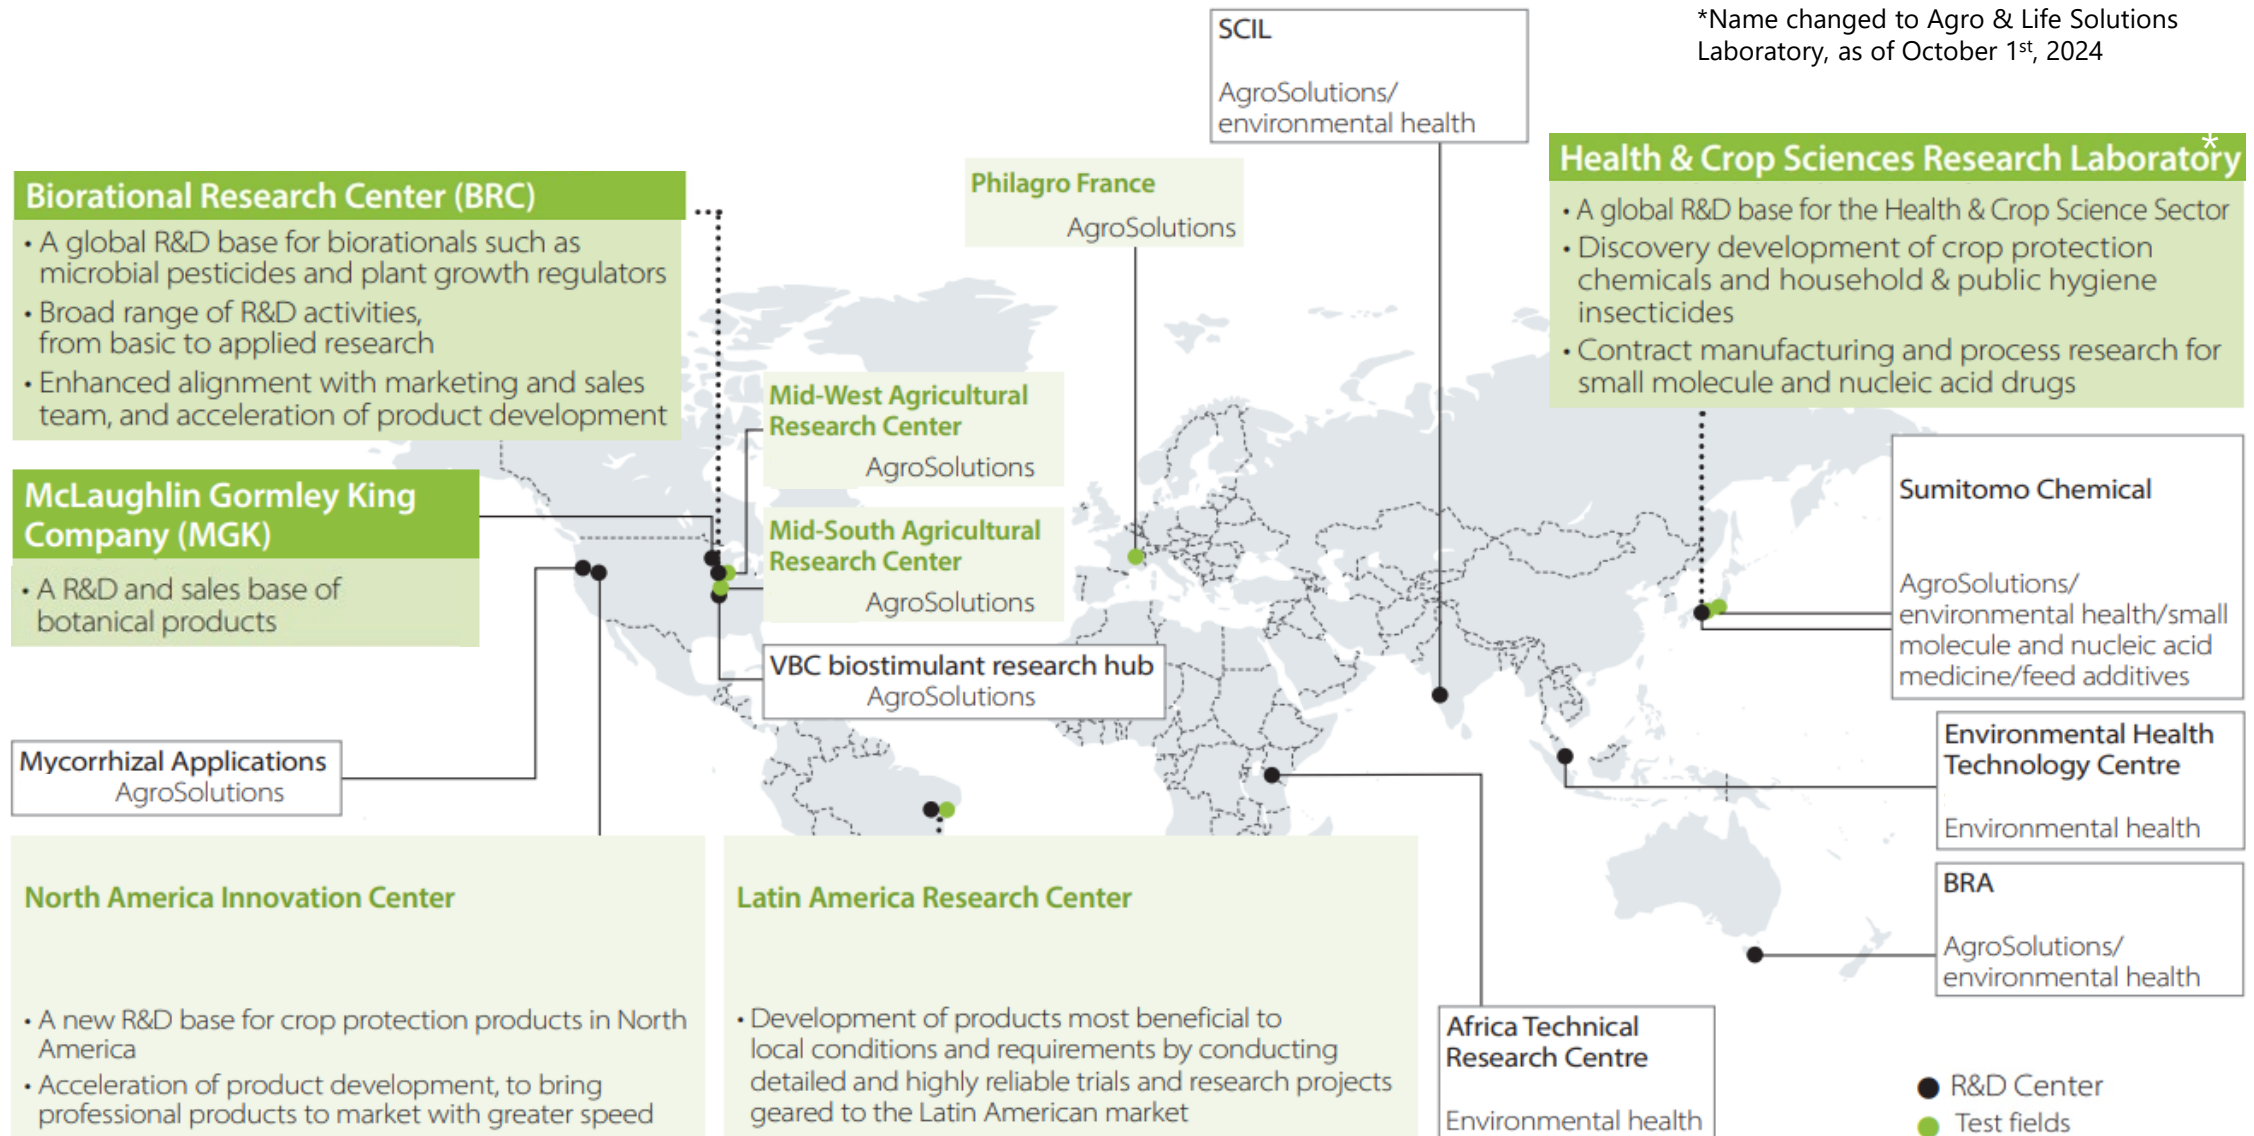 SCIL
AgroSolutions/
environmental health
*Name changed to Agro & Life Solutions
Laboratory, as of October 1st, 2024
Biorational Research Center (BRC)
• A global R&D base for biorationals such as
microbial pesticides and plant growth regulators
• Broad range of R&D activities,
from basic to applied research
• Enhanced alignment with marketing and sales
team, and acceleration of product development
Philagro France
AgroSolutions
Health & Crop Sciences Research Laboratory*
• A global R&D base for the Health & Crop Science Sector
• Discovery development of crop protection
chemicals and household & public hygiene
insecticides
• Contract manufacturing and process research for
small molecule and nucleic acid drugs
Mid-West Agricultural
Research Center
AgroSolutions
McLaughlin Gormley King
Company (MGK)
• A R&D and sales base of
botanical products
Mid-South Agricultural
Research Center
AgroSolutions
Sumitomo Chemical
AgroSolutions/
environmental health/small
molecule and nucleic acid
medicine/feed additives
VBC biostimulant research hub
AgroSolutions
Mycorrhizal Applications
AgroSolutions
Environmental Health
Technology Centre
Environmental health
North America Innovation Center
• A new R&D base for crop protection products in North
America
• Acceleration of product development, to bring
professional products to market with greater speed
Latin America Research Center
• Development of products most beneficial to
local conditions and requirements by conducting
detailed and highly reliable trials and research projects
geared to the Latin American market
BRA
AgroSolutions/
environmental health
Africa Technical
Research Centre
Environmental health
R&D Center
Test fields